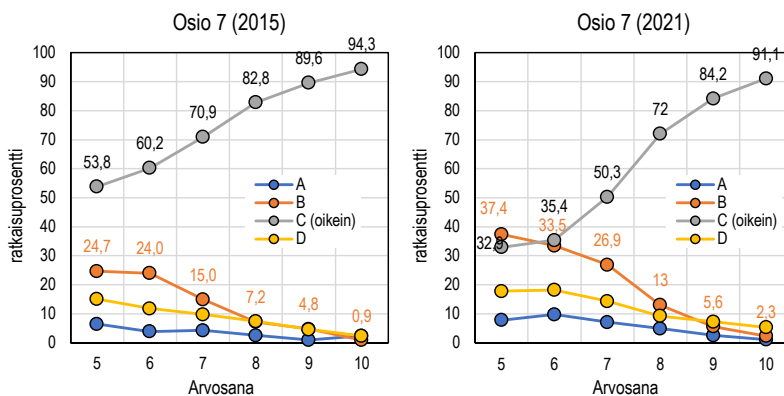 Osio 7 (2015)
ratkaisuprosentti
100
90
80
70
60
50
40
30
20
10
0
53,8
60,2
70,9
82,8
89,6
94,3
24,7
24,0
15,0
7,2
4,8
0,9
A
B
C (oikein)
D
5 6 7 8 9 10
Arvosana
Osio 7 (2021)
ratkaisuprosentti
100
90
80
70
60
50
40
30
20
10
0
32,9
35,4
50,3
72
84,2
91,1
37,4
33,5
26,9
13
5,6
2,3
A
B
C (oikein)
D
5 6 7 8 9 10
Arvosana